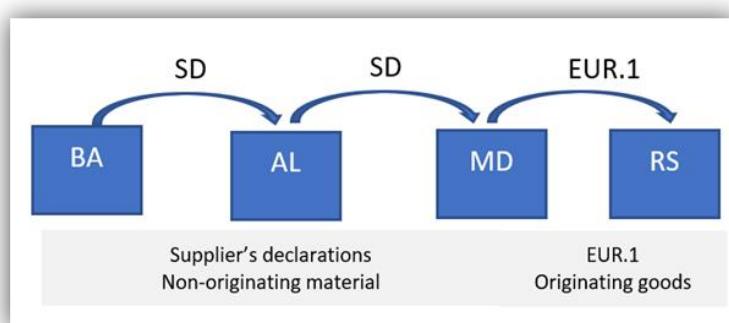 SD SD EUR.1
BA AL MD RS
Supplier's declarations EUR.1
Non-originating material Originating goods